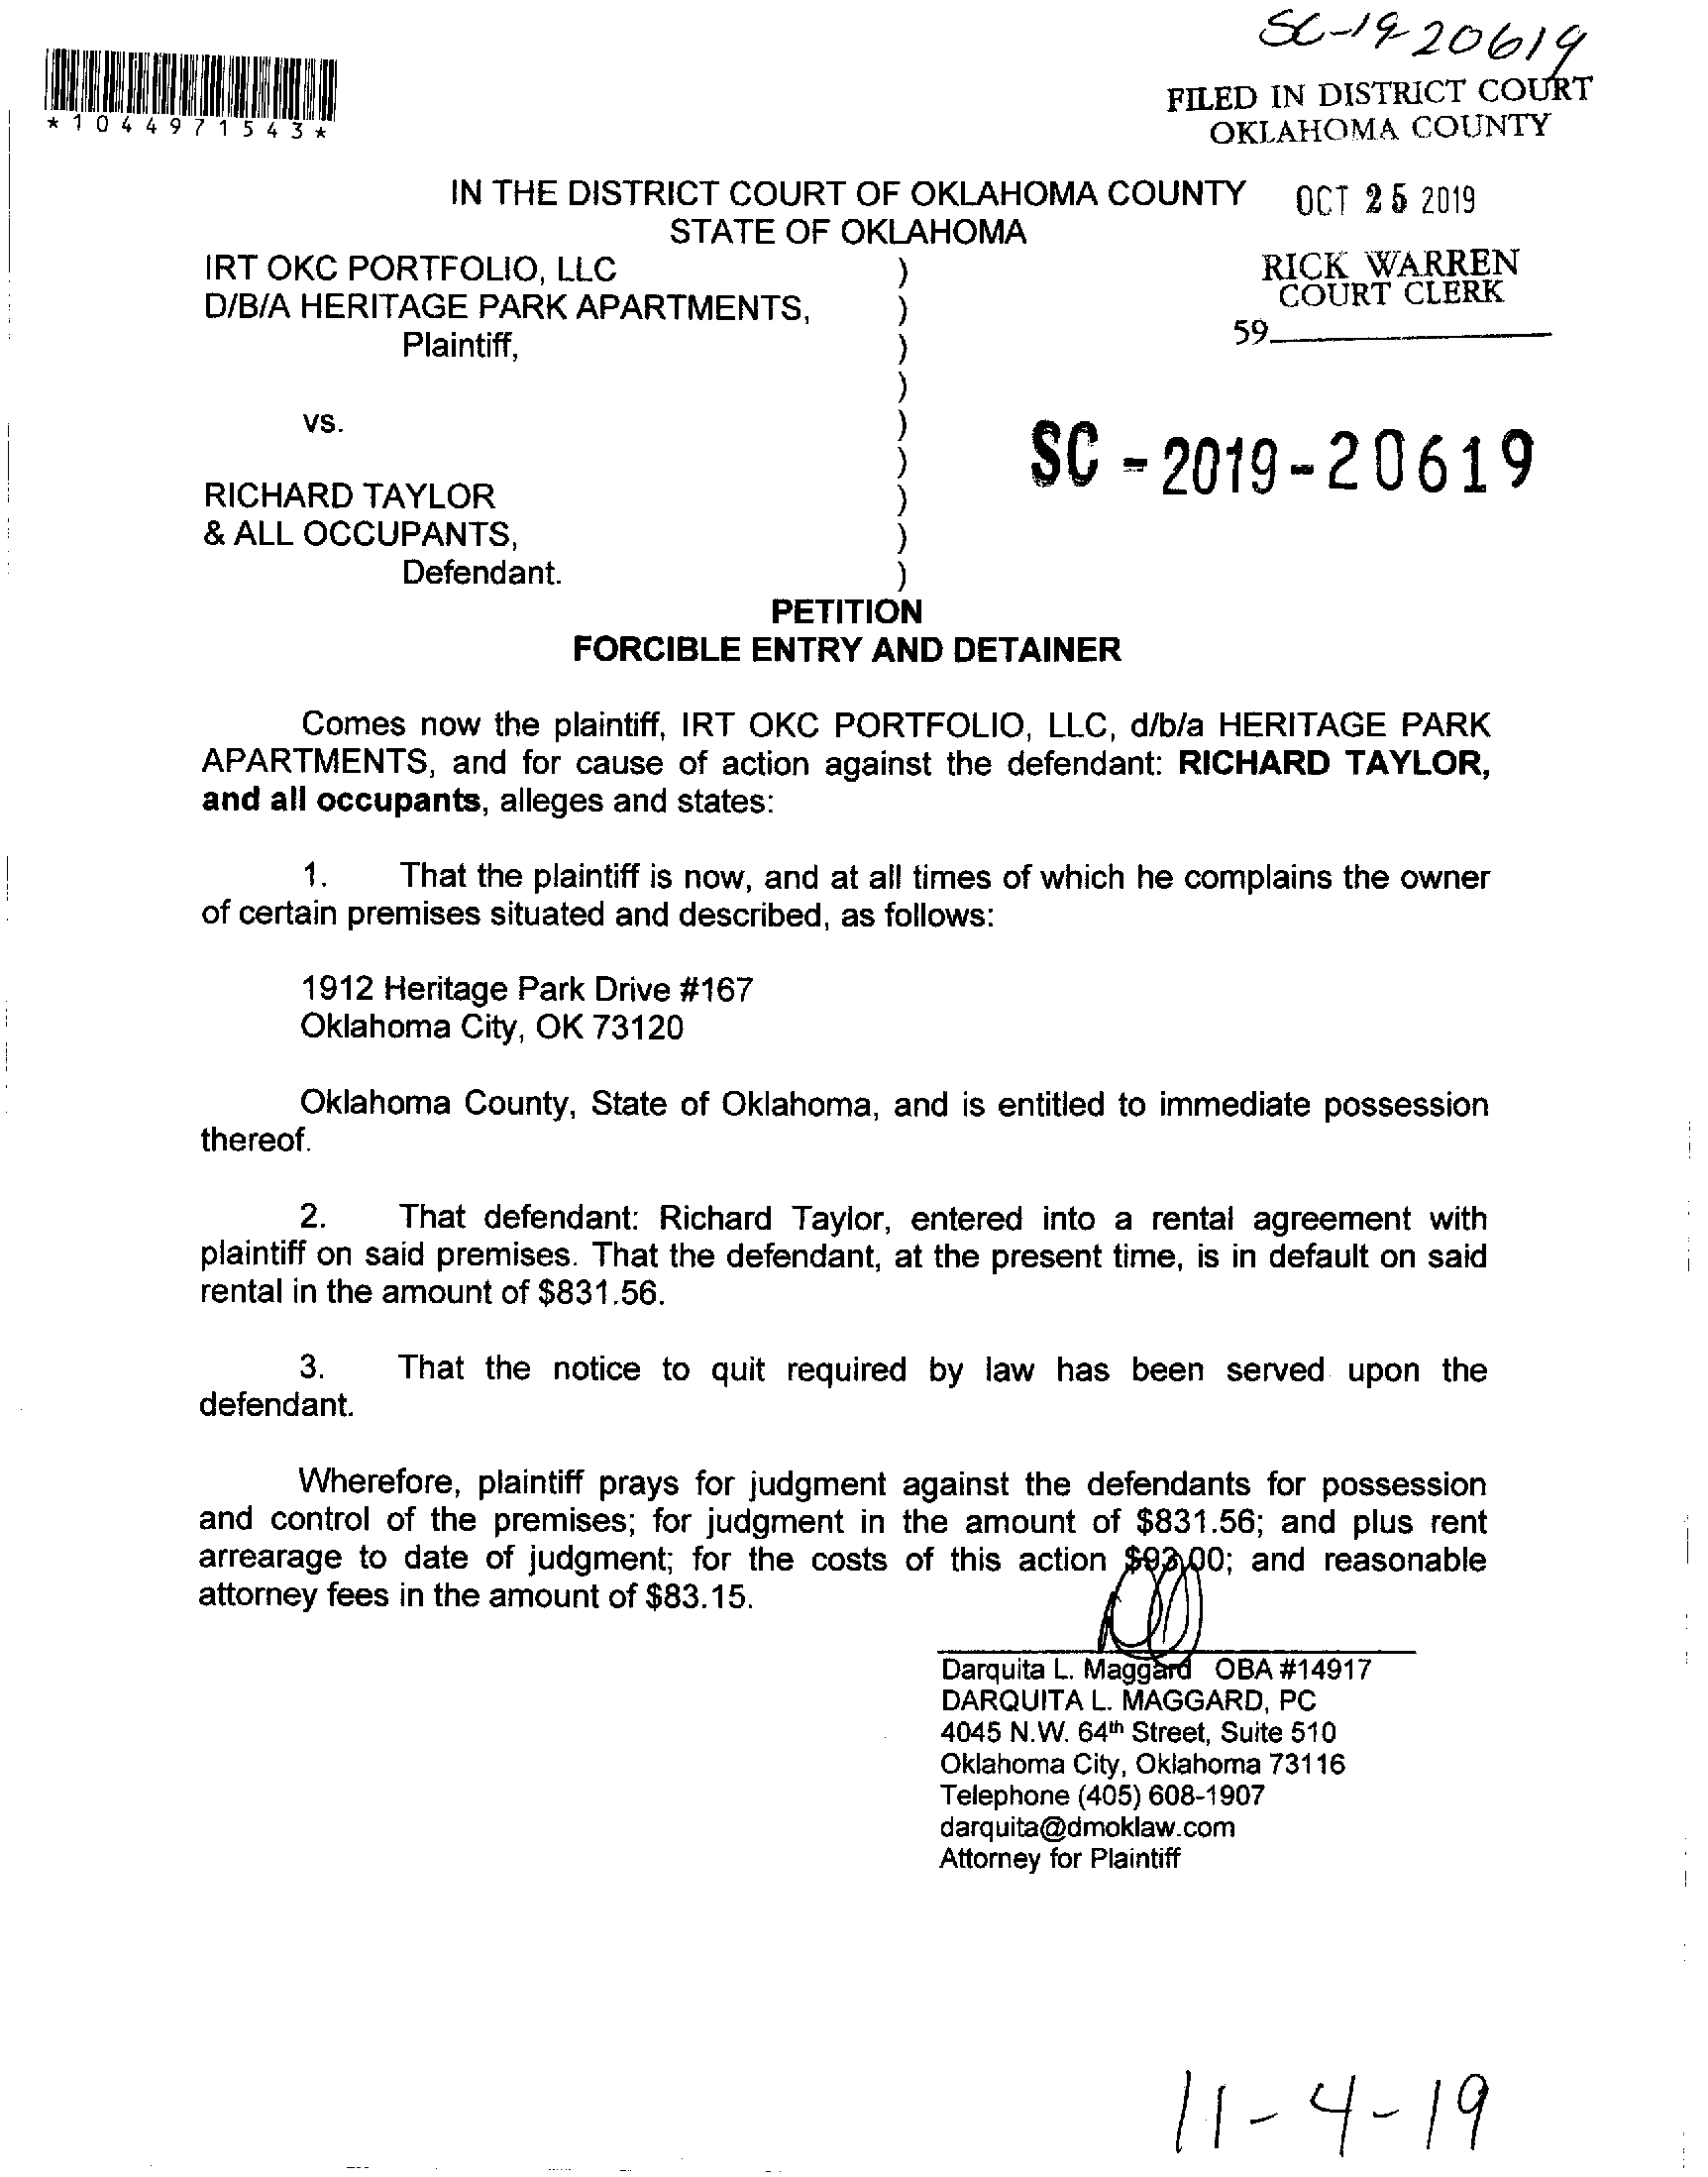 SC-19-20619
*1044971543*
FILED IN DISTRICT COURT
OKLAHOMA COUNTY
IN THE DISTRICT COURT OF OKLAHOMA COUNTY
STATE OF OKLAHOMA
OCT 25 2019
RICK WARREN
COURT CLERK
59
IRT OKC PORTFOLIO, LLC )
D/B/A HERITAGE PARK APARTMENTS, )
Plaintiff, )
)
vs. )
)
RICHARD TAYLOR )
& ALL OCCUPANTS, )
Defendant. )
SC - 2019 - 20619
PETITION
FORCIBLE ENTRY AND DETAINER
Comes now the plaintiff, IRT OKC PORTFOLIO, LLC, d/b/a HERITAGE PARK
APARTMENTS, and for cause of action against the defendant: RICHARD TAYLOR,
and all occupants, alleges and states:
1. That the plaintiff is now, and at all times of which he complains the owner
of certain premises situated and described, as follows:
1912 Heritage Park Drive #167
Oklahoma City, OK 73120
Oklahoma County, State of Oklahoma, and is entitled to immediate possession
thereof.
2. That defendant: Richard Taylor, entered into a rental agreement with
plaintiff on said premises. That the defendant, at the present time, is in default on said
rental in the amount of $831.56.
3. That the notice to quit required by law has been served upon the
defendant.
Wherefore, plaintiff prays for judgment against the defendants for possession
and control of the premises; for judgment in the amount of $831.56; and plus rent
arrearage to date of judgment; for the costs of this action $93.00; and reasonable
attorney fees in the amount of $83.15.
Darquita L. Maggard OBA #14917
DARQUITA L. MAGGARD, PC
4045 N.W. 64th Street, Suite 510
Oklahoma City, Oklahoma 73116
Telephone (405) 608-1907
darquita@dmoklaw.com
Attorney for Plaintiff
11-4-19